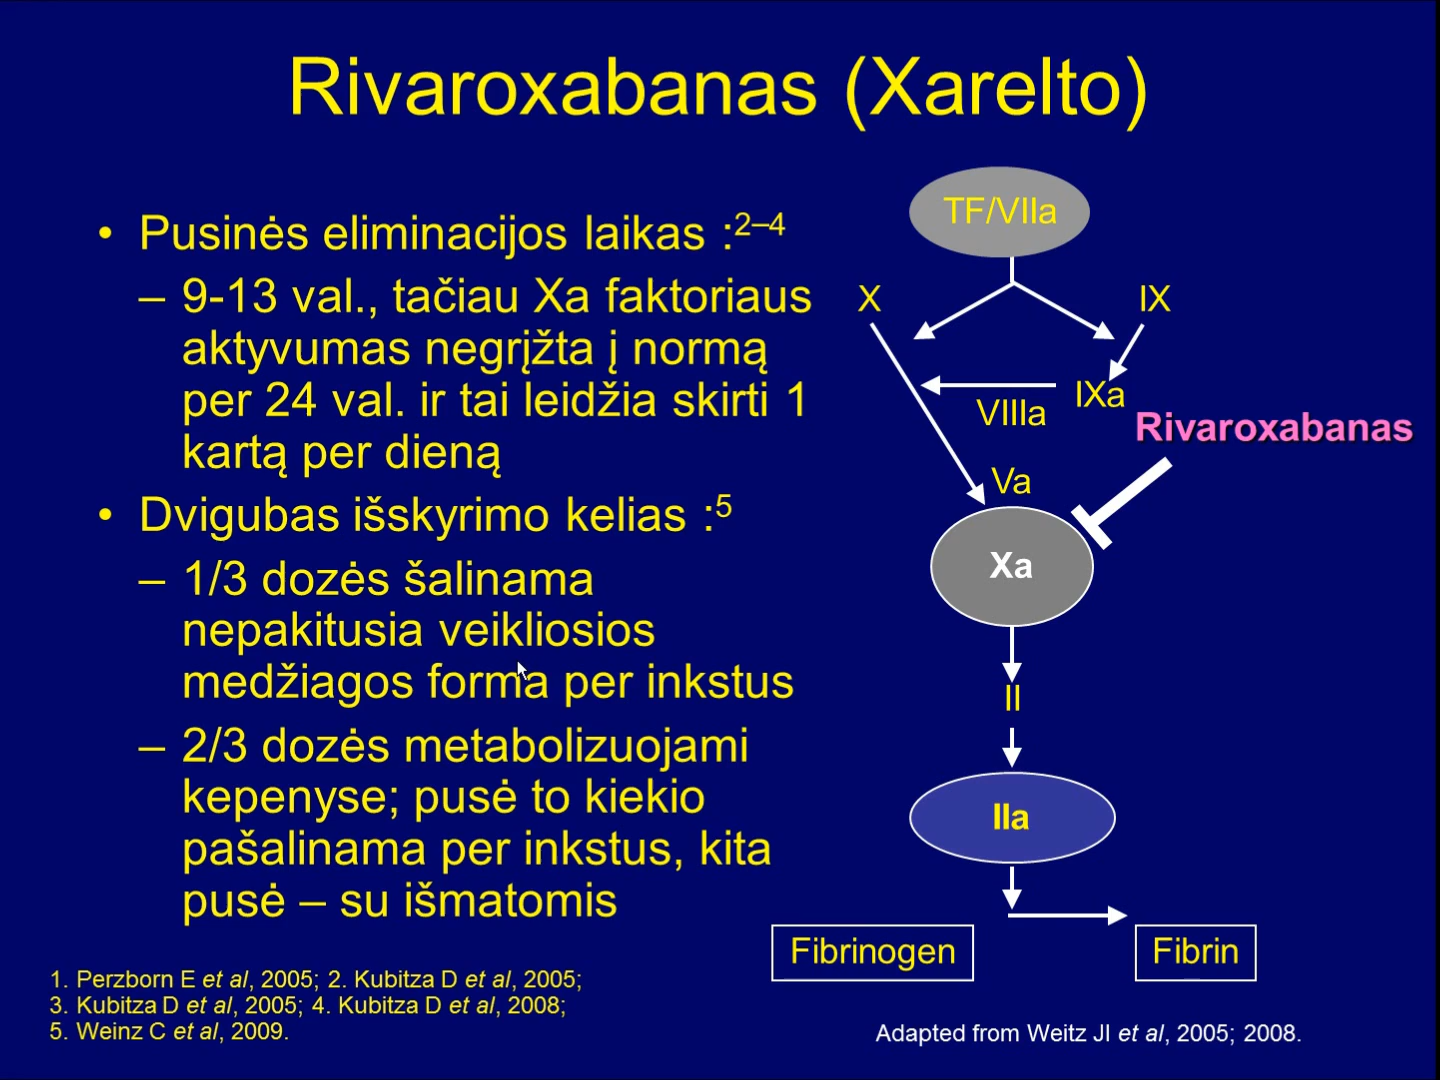 Rivaroxabanas (Xarelto)
• Pusinės eliminacijos laikas :2–4
– 9-13 val., tačiau Xa faktoriaus
aktyvumas negrįžta į normą
per 24 val. ir tai leidžia skirti 1
kartą per dieną
• Dvigubas išskyrimo kelias :5
– 1/3 dozės šalinama
nepakitusia veikliosios
medžiagos forma per inkstus
– 2/3 dozės metabolizuojami
kepenyse; pusė to kiekio
pašalinama per inkstus, kita
pusė – su išmatomis
TF/VIIa
X
IX
IXa
VIIIa
Rivaroxabanas
Va
Xa
II
IIa
Fibrinogen
Fibrin
1. Perzborn E et al, 2005; 2. Kubitza D et al, 2005;
3. Kubitza D et al, 2005; 4. Kubitza D et al, 2008;
5. Weinz C et al, 2009.
Adapted from Weitz JI et al, 2005; 2008.